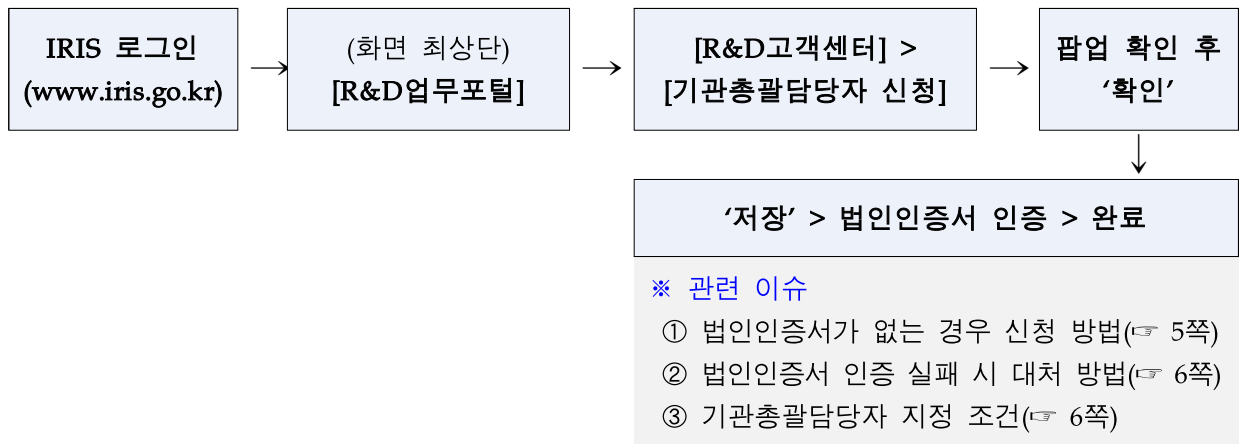 IRIS 로그인
(www.iris.go.kr)
(화면 최상단)
[R&D업무포털]
[R&D고객센터] >
[기관총괄담당자 신청]
팝업 확인 후
‘확인’
‘저장’ > 법인인증서 인증 > 완료
※ 관련 이슈
① 법인인증서가 없는 경우 신청 방법(☞ 5쪽)
② 법인인증서 인증 실패 시 대처 방법(☞ 6쪽)
③ 기관총괄담당자 지정 조건(☞ 6쪽)